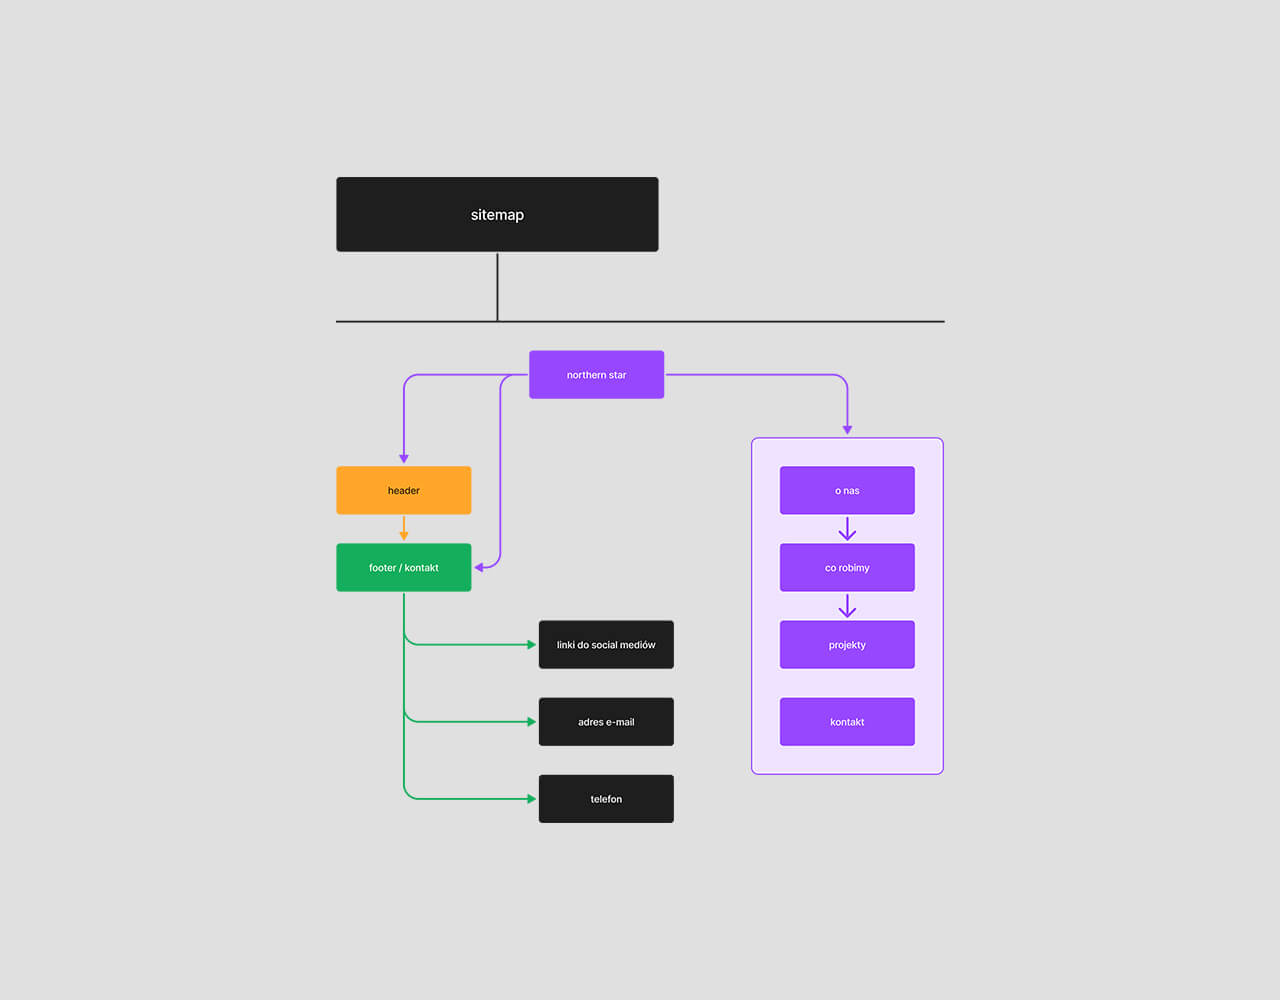 sitemap
northern star
header
footer / kontakt
linki do social mediów
adres e-mail
telefon
o nas
co robimy
projekty
kontakt